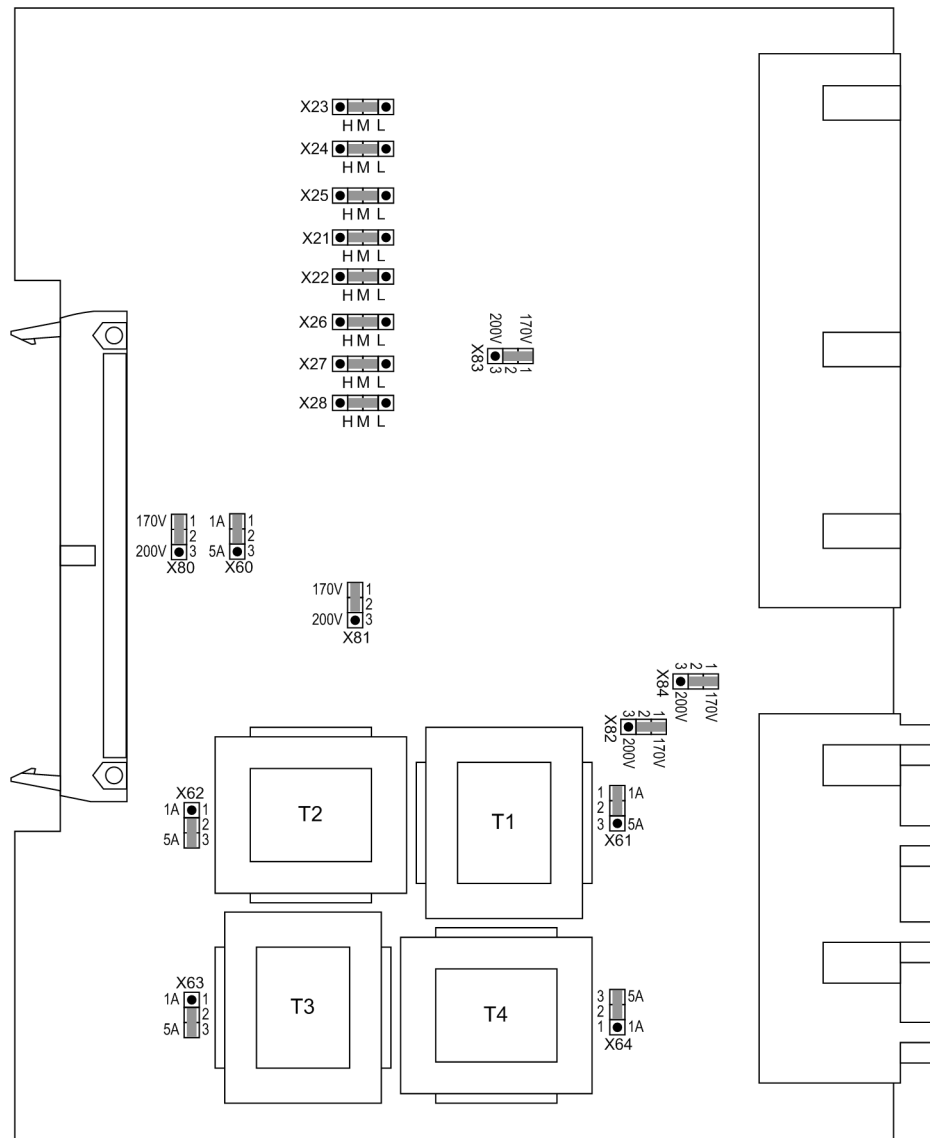 X23
H M L
X24
H M L
X25
H M L
X21
H M L
X22
H M L
X26
H M L
X27
H M L
X28
H M L
200V 170V
X83
3 2 1
170V 1
2
200V 3
X80
1A 1
2
5A 3
X60
170V 1
2
200V 3
X81
X84
3 2 1
200V 170V
X82
3 2 1
200V 170V
X62
1A 1
2
5A 3
T2
T1
1 1A
2
3 5A
X61
X63
1A 1
2
5A 3
T3
T4
3 5A
2
1 1A
X64